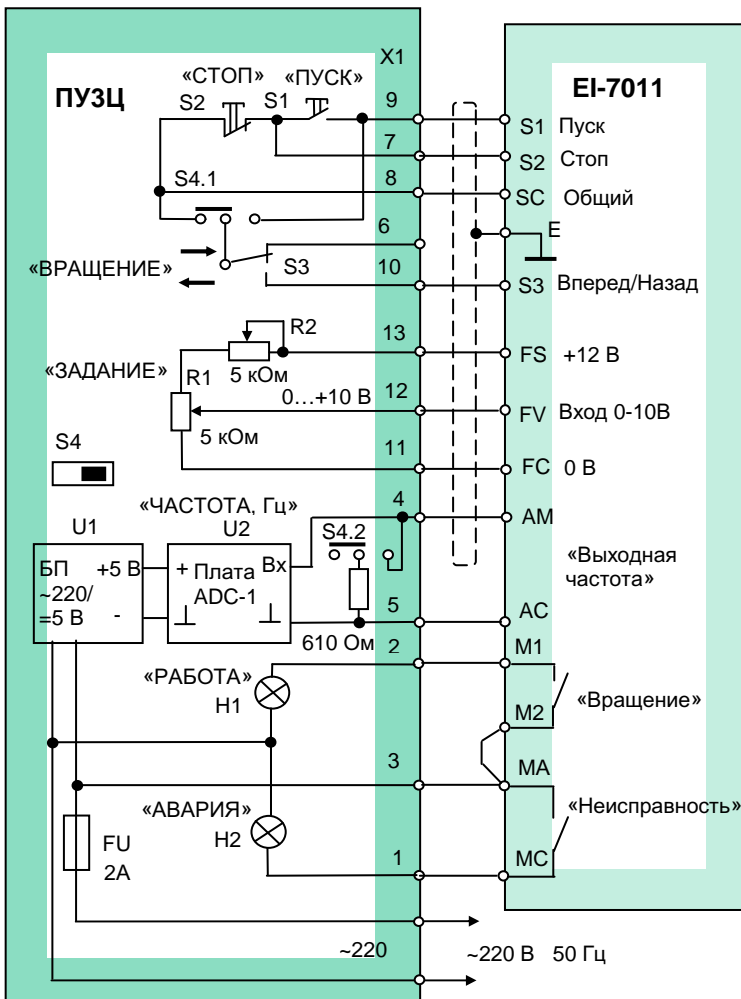 ПУ3Ц
X1
EI-7011
«СТОП» «ПУСК»
S2
S1
9
S1 Пуск
7
S2 Стоп
S4.1
8
SC Общий
6
E
«ВРАЩЕНИЕ»
S3
10
S3 Вперед/Назад
R2
13
FS +12 В
«ЗАДАНИЕ»
R1
5 кОм
0…+10 В
12
FV Вход 0-10В
5 кОм
S4
11
FC 0 В
«ЧАСТОТА, Гц»
4
U1
U2
S4.2
AM
БП +5 В
~220/
=5 В -
+ Плата Вх
ADC-1
«Выходная
частота»
5
AC
610 Ом
2
M1
«РАБОТА»
H1
«Вращение»
M2
3
MA
«АВАРИЯ»
H2
«Неисправность»
FU
2А
1
MC
~220
~220 В 50 Гц